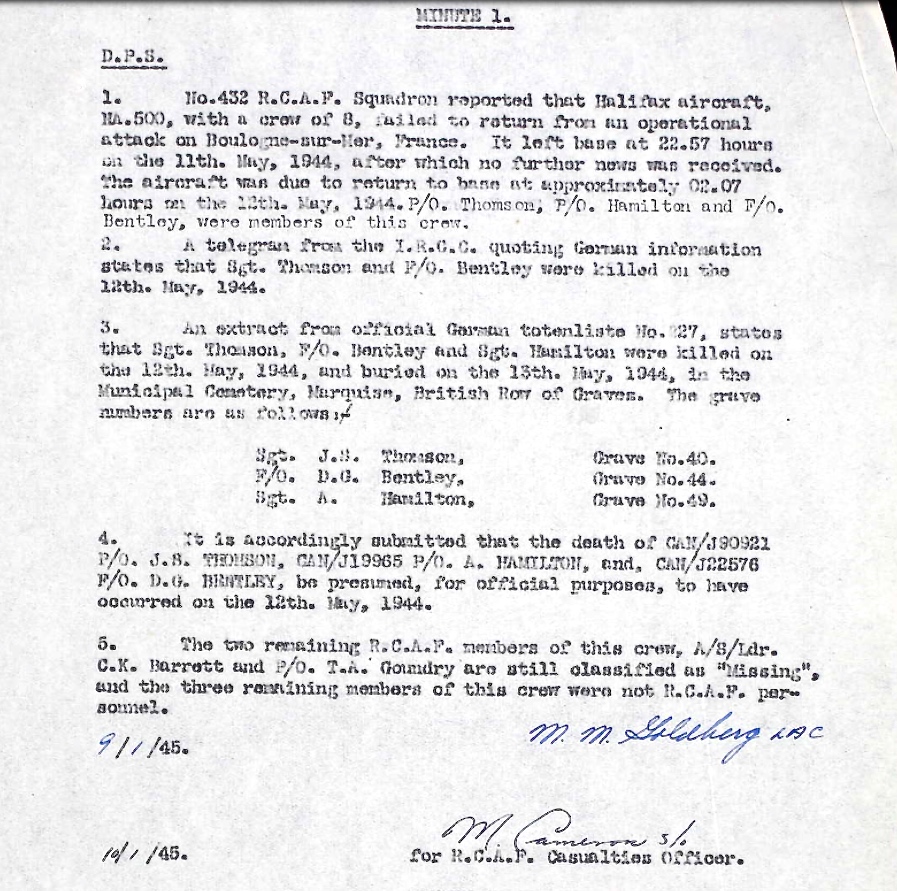 MINUTE 1.
D.P.S.
1. No.432 R.C.A.F. Squadron reported that Halifax aircraft,
MA.500, with a crew of 8, failed to return from an operational
attack on Boulogne-sur-Mer, France. It left base at 22.57 hours
on the 11th. May, 1944, after which no further news was received.
The aircraft was due to return to base at approximately 02.07
hours on the 12th. May, 1944. P/O. Thomson, P/O. Hamilton and F/O.
Bentley, were members of this crew.
2. A telegram from the I.R.C.C. quoting German information
states that Sgt. Thomson and F/O. Bentley were killed on the
12th. May, 1944.
3. An extract from official German totenliste No.227, states
that Sgt. Thomson, F/O. Bentley and Sgt. Hamilton were killed on
the 12th. May, 1944, and buried on the 13th. May, 1944, in the
Municipal Cemetery, Marquise, British Row of Graves. The grave
numbers are as follows:/
Sgt. J.S. Thomson, Grave No.40.
F/O. D.G. Bentley, Grave No.44.
Sgt. A. Hamilton, Grave No.49.
4. It is accordingly submitted that the death of CAN/J90921
P/O. J.S. THOMSON, CAN/J19965 P/O. A. HAMILTON, and, CAN/J22576
F/O. D.G. BENTLEY, be presumed, for official purposes, to have
occurred on the 12th. May, 1944.
5. The two remaining R.C.A.F. members of this crew, A/S/Ldr.
C.K. Barrett and P/O. T.A. Goundry are still classified as "Missing",
and the three remaining members of this crew were not R.C.A.F. per-
sonnel.
9/1/45. M. M. Goldberg LAC
M Cameron S/O
10/1/45. for R.C.A.F. Casualties Officer.